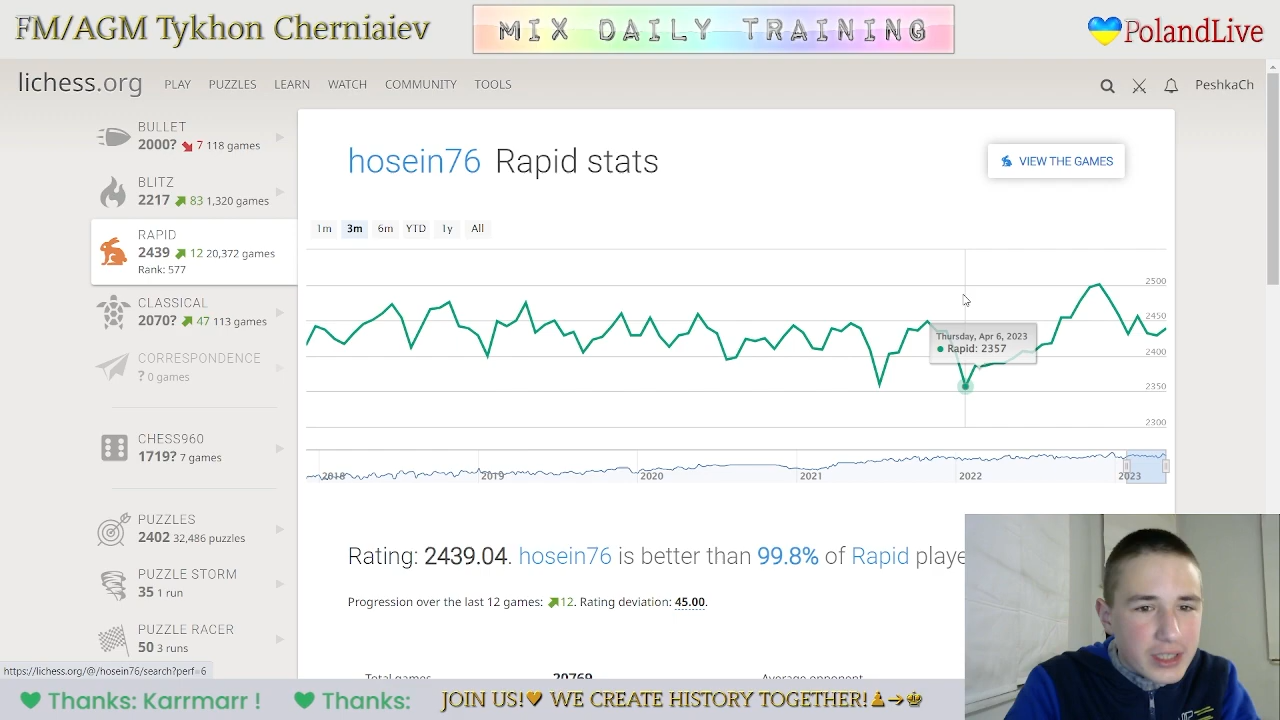 FM/AGM Tykhon Cherniaiev
MIX DAILY TRAINING
PolandLive
lichess.org
PLAY PUZZLES LEARN WATCH COMMUNITY TOOLS
PeshkaCh
BULLET
2000? 7 118 games
BLITZ
2217 83 1,320 games
RAPID
2439 12 20,372 games
Rank: 577
CLASSICAL
2070? 47 113 games
CORRESPONDENCE
? 0 games
CHESS960
1719? 7 games
PUZZLES
2402 32,486 puzzles
PUZZLE STORM
35 1 run
PUZZLE RACER
50 3 runs
hosein76 Rapid stats
VIEW THE GAMES
1m 3m 6m YTD 1y All
2500
2450
2400
2350
2300
Thursday, Apr 6, 2023
Rapid: 2357
2018 2019 2020 2021 2022 2023
Rating: 2439.04. hosein76 is better than 99.8% of Rapid playe
Progression over the last 12 games: 12. Rating deviation: 45.00.
Total games 20769 Average opponent
https://lichess.org/@/hosein76/search?perf=6
Thanks: Karrmarr ! Thanks:
JOIN US! WE CREATE HISTORY TOGETHER!